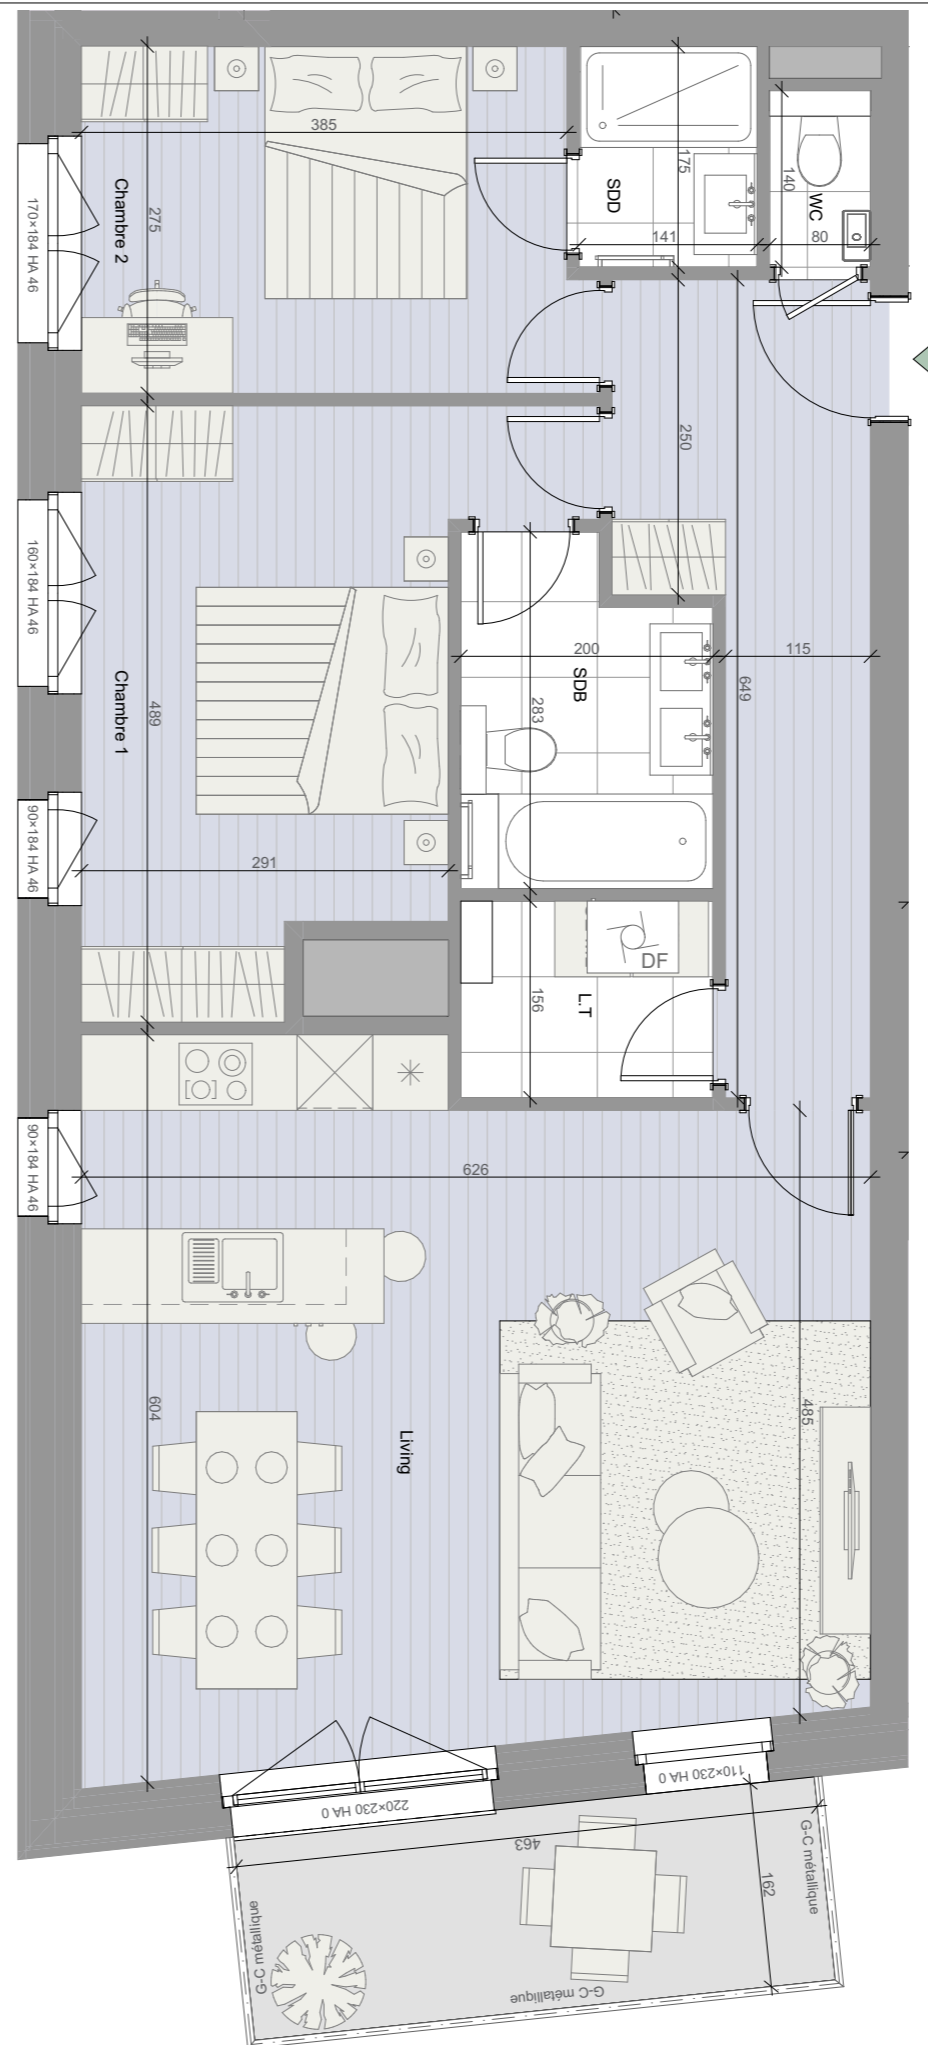 385
175
140
WC
SDD
170×184 HA 46
Chambre 2
275
141
80
250
160×184 HA 46
200
115
SDB
649
283
Chambre 1
489
90×184 HA 46
291
DF
156
L.T
90×184 HA 46
626
604
485
Living
110×230 HA 0
220×230 HA 0
463
162
G-C métallique
G-C métallique
G-C métallique